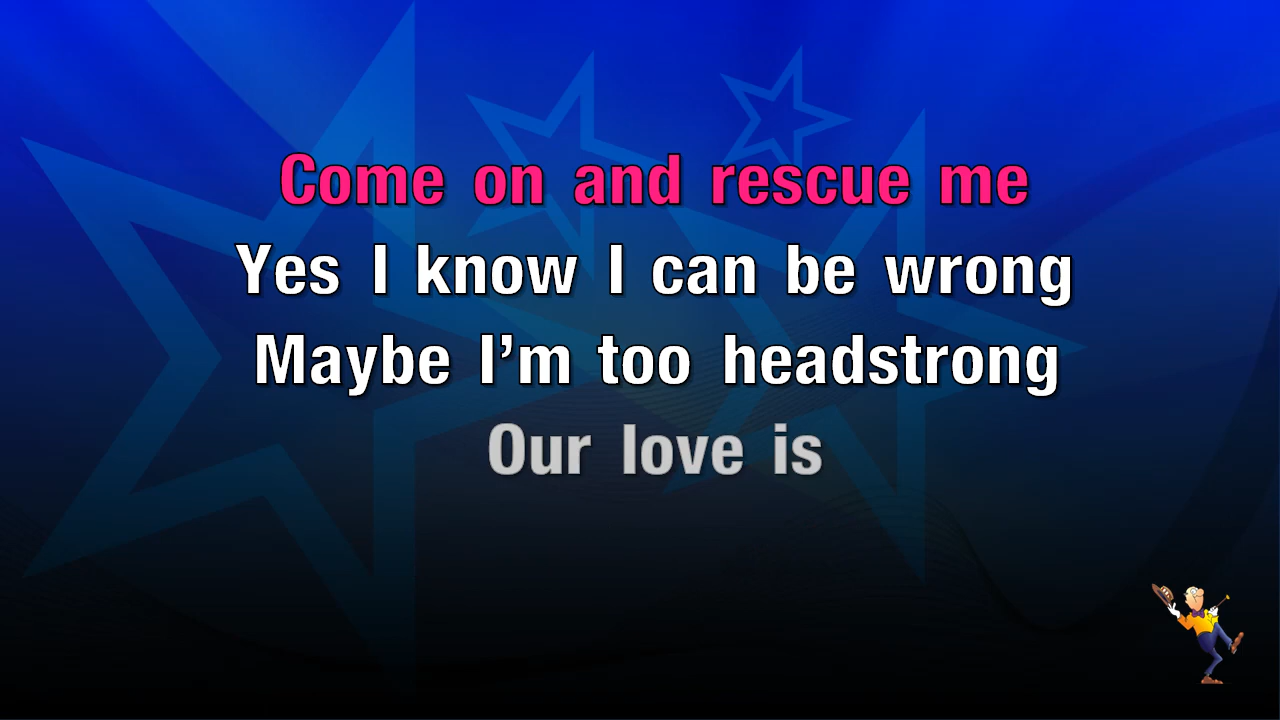 Come on and rescue me
Yes I know I can be wrong
Maybe I’m too headstrong
Our love is